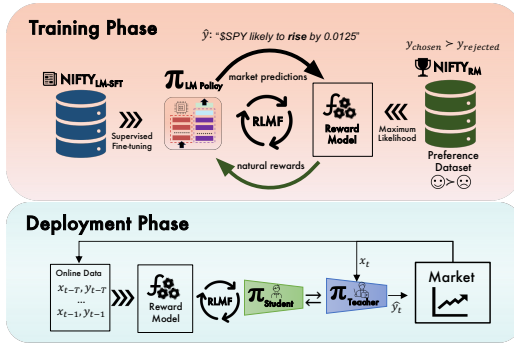 Training Phase
ŷ: "$SPY likely to rise by 0.0125"
y_chosen ≻ y_rejected
NIFTY_LM-SFT
π_LM Policy
market predictions
NIFTY_RM
Supervised
Fine-tuning
RLMF
Reward
Model
Maximum
Likelihood
natural rewards
Preference
Dataset
≻
Deployment Phase
Online Data
x_{t-T}, y_{t-T}
...
x_{t-1}, y_{t-1}
Reward
Model
RLMF
π_Student
π_Teacher
x_t
ŷ_t
Market